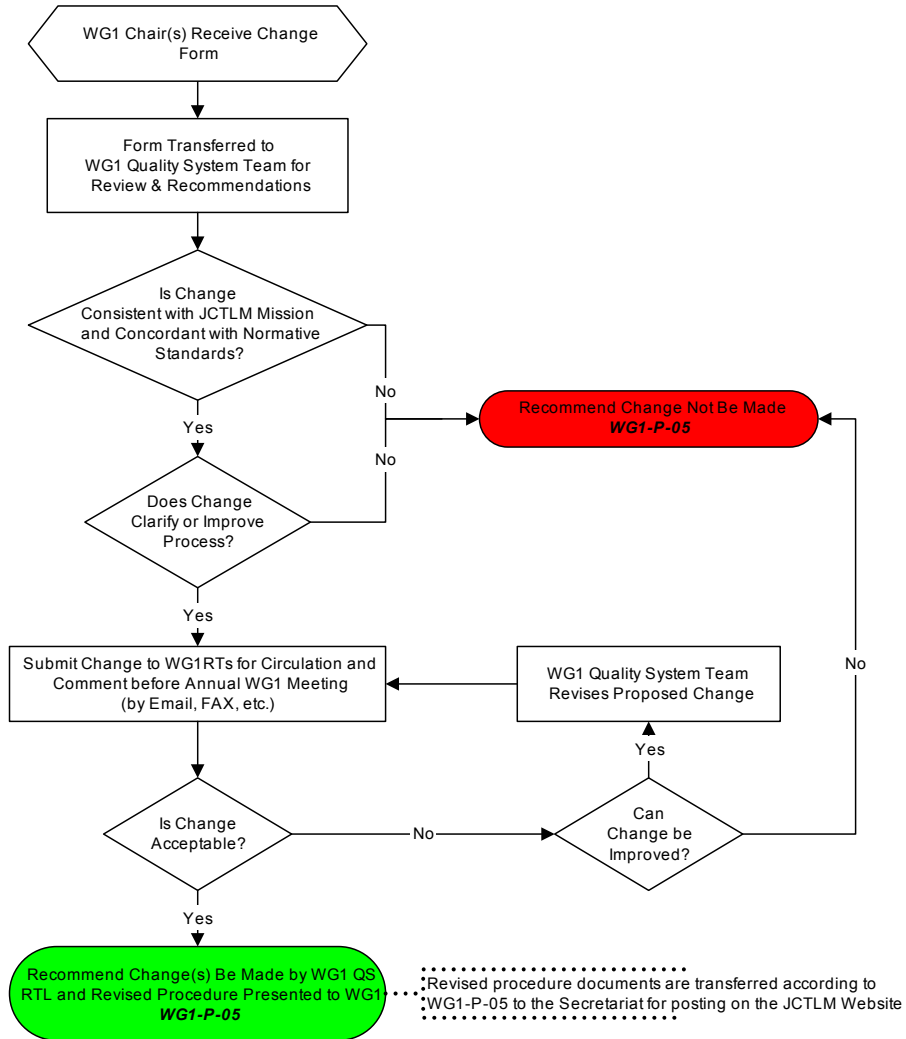 WG1 Chair(s) Receive Change
Form
Form Transferred to
WG1 Quality System Team for
Review & Recommendations
Is Change
Consistent with JCTLM Mission
and Concordant with Normative
Standards?
No
Yes
Recommend Change Not Be Made
WG1-P-05
No
Does Change
Clarify or Improve
Process?
Yes
Submit Change to WG1RTs for Circulation and
Comment before Annual WG1 Meeting
(by Email, FAX, etc.)
WG1 Quality System Team
Revises Proposed Change
No
Yes
Is Change
Acceptable?
No
Can
Change be
Improved?
Yes
Recommend Change(s) Be Made by WG1 QS
RTL and Revised Procedure Presented to WG1
WG1-P-05
Revised procedure documents are transferred according to
WG1-P-05 to the Secretariat for posting on the JCTLM Website